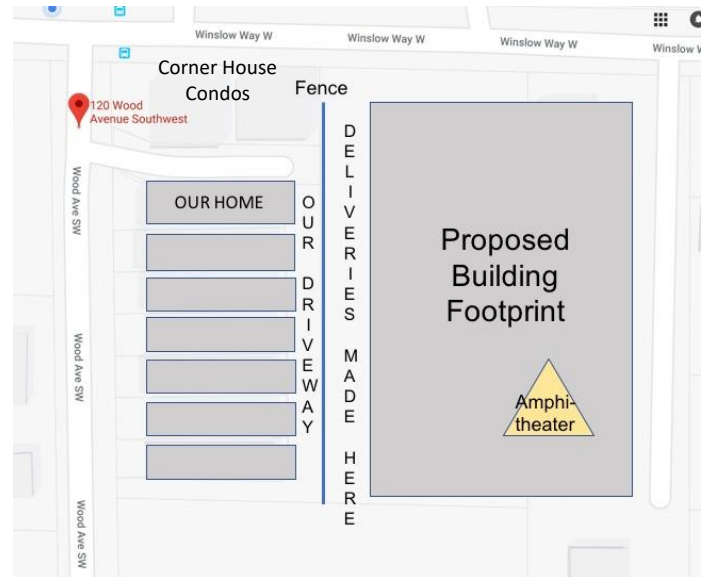 Winslow Way W
Winslow Way W
Winslow Way W
Winslow W
Corner House
Condos
Fence
120 Wood
Avenue Southwest
Wood Ave SW
Wood Ave SW
Wood Ave SW
OUR HOME
OUR DRIVEWAY
DELIVERIES MADE HERE
Proposed
Building
Footprint
Amphi-
theater